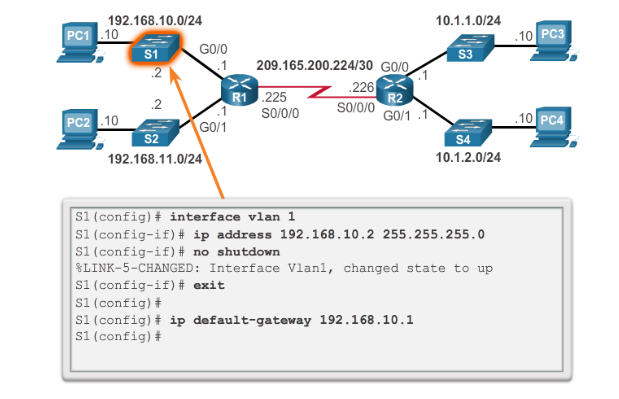 192.168.10.0/24
10.1.1.0/24
PC1 .10
S1
G0/0
.10 PC3
S3
.2
.1
209.165.200.224/30
G0/0
.1
R1
.225
S0/0/0
.226
S0/0/0
R2
.2
.1
G0/1
G0/1 .1
PC2 .10
S2
.10 PC4
S4
192.168.11.0/24
10.1.2.0/24
S1(config)# interface vlan 1
S1(config-if)# ip address 192.168.10.2 255.255.255.0
S1(config-if)# no shutdown
%LINK-5-CHANGED: Interface Vlan1, changed state to up
S1(config-if)# exit
S1(config)#
S1(config)# ip default-gateway 192.168.10.1
S1(config)#